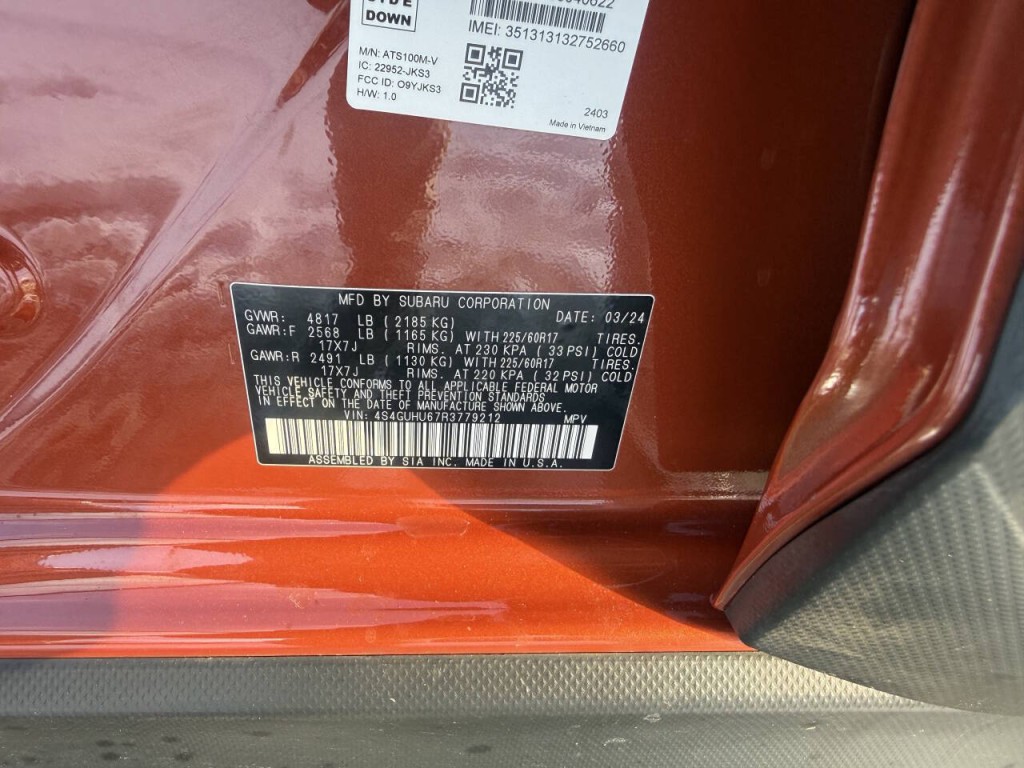 DOWN
IMEI: 351313132752660
M/N: ATS100M-V
IC: 22952-JKS3
FCC ID: O9YJKS3
H/W: 1.0
2403
Made in Vietnam
MFD BY SUBARU CORPORATION
GVWR: 4817 LB ( 2185 KG) DATE: 03/24
GAWR:F 2568 LB ( 1165 KG) WITH 225/60R17 TIRES.
17X7J RIMS. AT 230 KPA ( 33 PSI) COLD
GAWR:R 2491 LB ( 1130 KG) WITH 225/60R17 TIRES.
17X7J RIMS. AT 220 KPA ( 32 PSI) COLD
THIS VEHICLE CONFORMS TO ALL APPLICABLE FEDERAL MOTOR
VEHICLE SAFETY AND THEFT PREVENTION STANDARDS
IN EFFECT ON THE DATE OF MANUFACTURE SHOWN ABOVE.
VIN: 4S4GUHU67R3779212 MPV
ASSEMBLED BY SIA INC. MADE IN U.S.A.